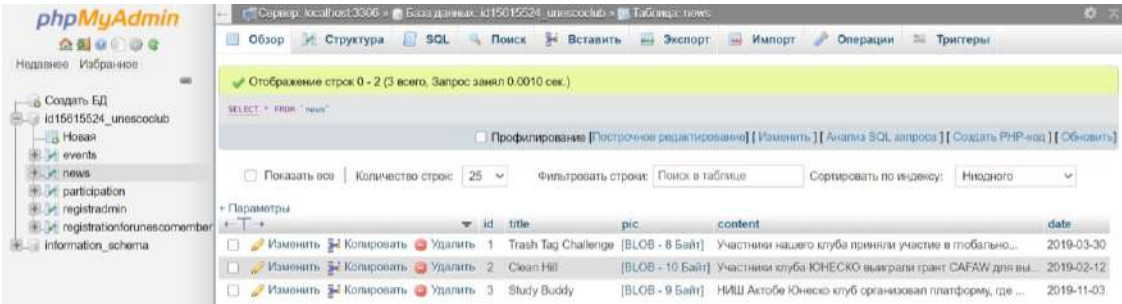 phpMyAdmin
Недавнее Избранное
Создать БД
id15615524_unescoclub
Новая
events
news
participation
registradmin
registrationforunescomember
information_schema
Сервер: localhost:3306 » База данных: id15615524_unescoclub » Таблица: news
Обзор Структура SQL Поиск Вставить Экспорт Импорт Операции Триггеры
Отображение строк 0 - 2 (3 всего, Запрос занял 0.0010 сек.)
SELECT * FROM `news`
Профилирование [Построчное редактирование] [ Изменить ] [ Анализ SQL запроса ] [ Создать PHP-код ] [ Обновить]
Показать все Количество строк: 25 Фильтровать строки: Поиск в таблице Сортировать по индексу: Ниодного
+ Параметры
id title pic content date
Изменить Копировать Удалить 1 Trash Tag Challenge [BLOB - 8 Байт] Участники нашего клуба приняли участие в глобально... 2019-03-30
Изменить Копировать Удалить 2 Clean Hill [BLOB - 10 Байт] Участники клуба ЮНЕСКО выиграли грант CAFAW для вы... 2019-02-12
Изменить Копировать Удалить 3 Study Buddy [BLOB - 9 Байт] НИШ Актобе Юнеско клуб организовал платформу, где ... 2019-11-03